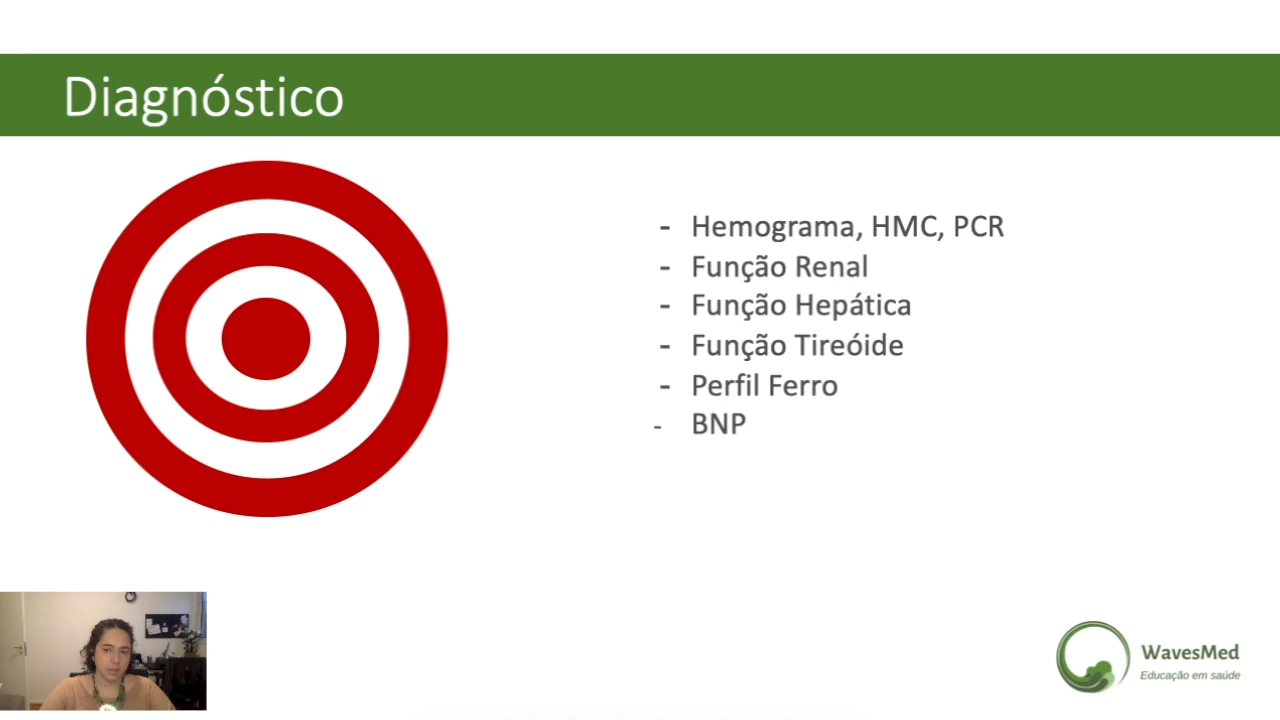 Diagnóstico
- Hemograma, HMC, PCR
- Função Renal
- Função Hepática
- Função Tireóide
- Perfil Ferro
- BNP
WavesMed
Educação em saúde